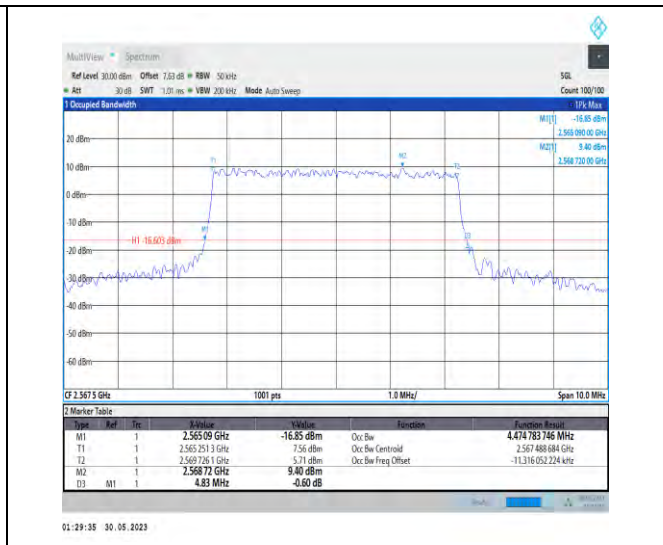 MultiView Spectrum
Ref Level 30.00 dBm Offset 7.63 dB RBW 50 kHz SGL
Att 30 dB SWT 1.01 ms VBW 200 kHz Mode Auto Sweep Count 100/100
1 Occupied Bandwidth 1Pk Max
M1[1] -16.85 dBm
2.565 090 00 GHz
20 dBm M2[1] 9.40 dBm
2.568 720 00 GHz
T1 M2 T2
10 dBm
0 dBm
-10 dBm
M1 D3
H1 -16.603 dBm
-20 dBm
-30 dBm
-40 dBm
-50 dBm
-60 dBm
CF 2.567 5 GHz 1001 pts 1.0 MHz/ Span 10.0 MHz
2 Marker Table
Type Ref Trc X-Value Y-Value Function Function Result
M1 1 2.565 09 GHz -16.85 dBm Occ Bw 4.474 783 746 MHz
T1 1 2.565 251 3 GHz 7.56 dBm Occ Bw Centroid 2.567 488 684 GHz
T2 1 2.569 726 1 GHz 5.71 dBm Occ Bw Freq Offset -11.316 052 224 kHz
M2 1 2.568 72 GHz 9.40 dBm
D3 M1 1 4.83 MHz -0.60 dB
01:29:35 30.05.2023